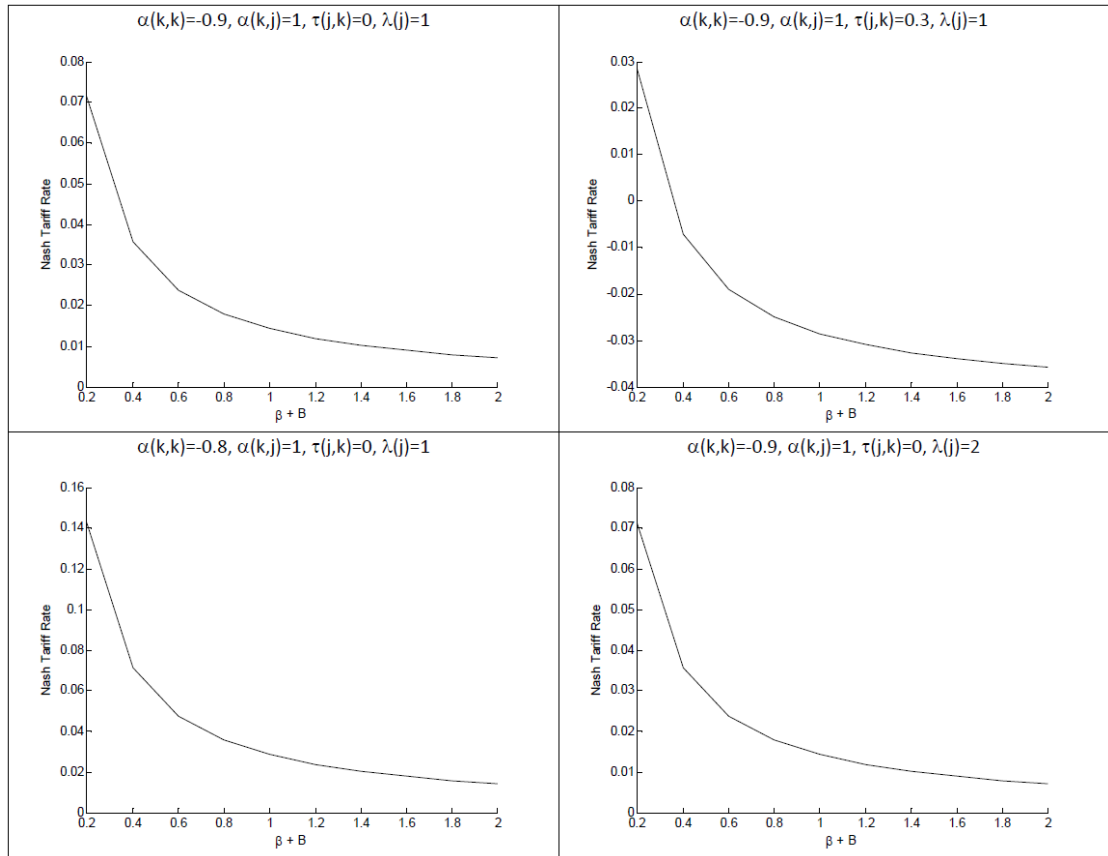 α(k,k)=-0.9, α(k,j)=1, τ(j,k)=0, λ(j)=1
0.08
0.07
0.06
0.05
0.04
0.03
0.02
0.01
0
Nash Tariff Rate
0.2 0.4 0.6 0.8 1 1.2 1.4 1.6 1.8 2
β + B
α(k,k)=-0.9, α(k,j)=1, τ(j,k)=0.3, λ(j)=1
0.03
0.02
0.01
0
-0.01
-0.02
-0.03
-0.04
Nash Tariff Rate
0.2 0.4 0.6 0.8 1 1.2 1.4 1.6 1.8 2
β + B
α(k,k)=-0.8, α(k,j)=1, τ(j,k)=0, λ(j)=1
0.16
0.14
0.12
0.1
0.08
0.06
0.04
0.02
0
Nash Tariff Rate
0.2 0.4 0.6 0.8 1 1.2 1.4 1.6 1.8 2
β + B
α(k,k)=-0.9, α(k,j)=1, τ(j,k)=0, λ(j)=2
0.08
0.07
0.06
0.05
0.04
0.03
0.02
0.01
0
Nash Tariff Rate
0.2 0.4 0.6 0.8 1 1.2 1.4 1.6 1.8 2
β + B